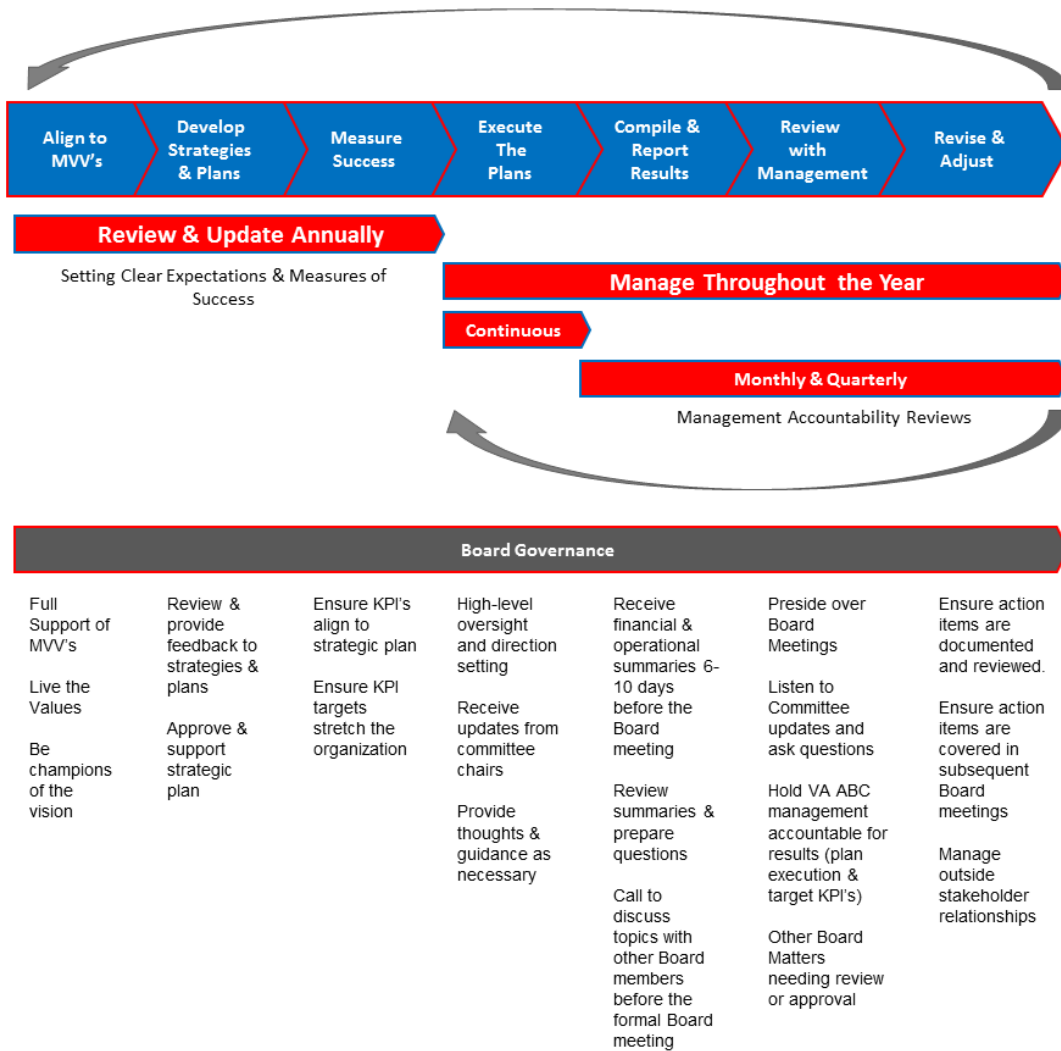 Align to
MVV's
Develop
Strategies
& Plans
Measure
Success
Execute
The
Plans
Compile &
Report
Results
Review
with
Management
Revise &
Adjust
Review & Update Annually
Setting Clear Expectations & Measures of
Success
Manage Throughout the Year
Continuous
Monthly & Quarterly
Management Accountability Reviews
Board Governance
Full
Support of
MVV's
Live the
Values
Be
champions
of the
vision
Review &
provide
feedback to
strategies &
plans
Approve &
support
strategic
plan
Ensure KPI's
align to
strategic plan
Ensure KPI
targets
stretch the
organization
High-level
oversight
and direction
setting
Receive
updates from
committee
chairs
Provide
thoughts &
guidance as
necessary
Receive
financial &
operational
summaries 6-
10 days
before the
Board
meeting
Review
summaries &
prepare
questions
Call to
discuss
topics with
other Board
members
before the
formal Board
meeting
Preside over
Board
Meetings
Listen to
Committee
updates and
ask questions
Hold VA ABC
management
accountable for
results (plan
execution &
target KPI's)
Other Board
Matters
needing review
or approval
Ensure action
items are
documented
and reviewed.
Ensure action
items are
covered in
subsequent
Board
meetings
Manage
outside
stakeholder
relationships